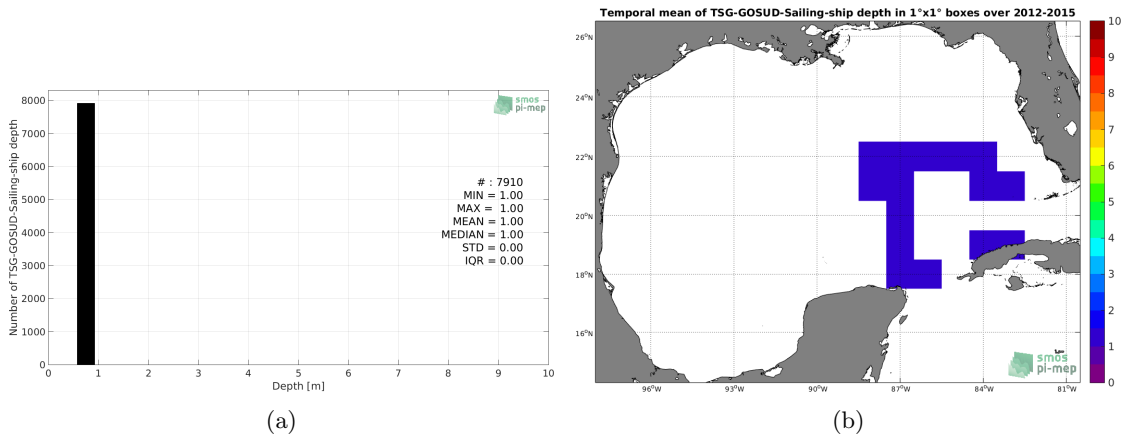 8000
7000
6000
5000
4000
3000
2000
1000
0
Number of TSG-GOSUD-Sailing-ship depth
smos
pi-mep
# : 7910
MIN = 1.00
MAX = 1.00
MEAN = 1.00
MEDIAN = 1.00
STD = 0.00
IQR = 0.00
0 1 2 3 4 5 6 7 8 9 10
Depth [m]
(a)
Temporal mean of TSG-GOSUD-Sailing-ship depth in 1°x1° boxes over 2012-2015
26°N
24°N
22°N
20°N
18°N
16°N
96°W 93°W 90°W 87°W 84°W 81°W
smos
pi-mep
10
9
8
7
6
5
4
3
2
1
0
(b)